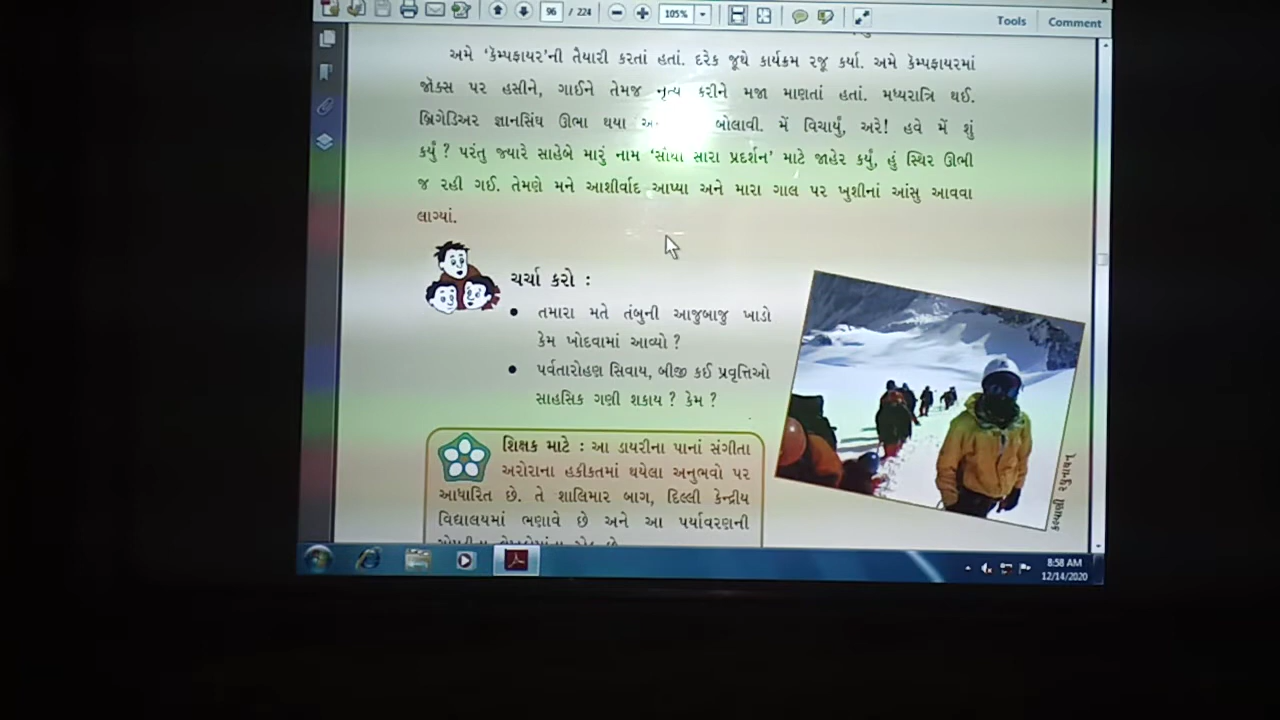 96 / 224
105%
Tools
Comment
અમે ‘કેમ્પફાયર’ની તૈયારી કરતાં હતાં. દરેક જૂથે કાર્યક્રમ રજૂ કર્યા. અમે કેમ્પફાયરમાં
જૉક્સ પર હસીને, ગાઈને તેમજ નૃત્ય કરીને મજા માણતાં હતાં. મધ્યરાત્રિ થઈ.
બ્રિગેડિઅર જ્ઞાનસિંઘ ઊભા થયા બોલાવી. મેં વિચાર્યું, અરે! હવે મેં શું
કર્યું ? પરંતુ જ્યારે સાહેબે મારું નામ સારા પ્રદર્શન’ માટે જાહેર કર્યું, હું સ્થિર ઊભી
જ રહી ગઈ. તેમણે મને આશીર્વાદ આપ્યા અને મારા ગાલ પર ખુશીનાં આંસુ આવવા
લાગ્યાં.
ચર્ચા કરો :
• તમારા મતે તંબુની આજુબાજુ ખાડો
કેમ ખોદવામાં આવ્યો ?
• પર્વતારોહણ સિવાય, બીજી કઈ પ્રવૃત્તિઓ
સાહસિક ગણી શકાય ? કેમ ?
શિક્ષક માટે : આ ડાયરીના પાનાં સંગીતા
અરોરાના હકીકતમાં થયેલા અનુભવો પર
આધારિત છે. તે શાલિમાર બાગ, દિલ્લી કેન્દ્રીય
વિદ્યાલયમાં ભણાવે છે અને આ પર્યાવરણની
કલ્યાણી રઘુનાથન્
8:58 AM
12/14/2020